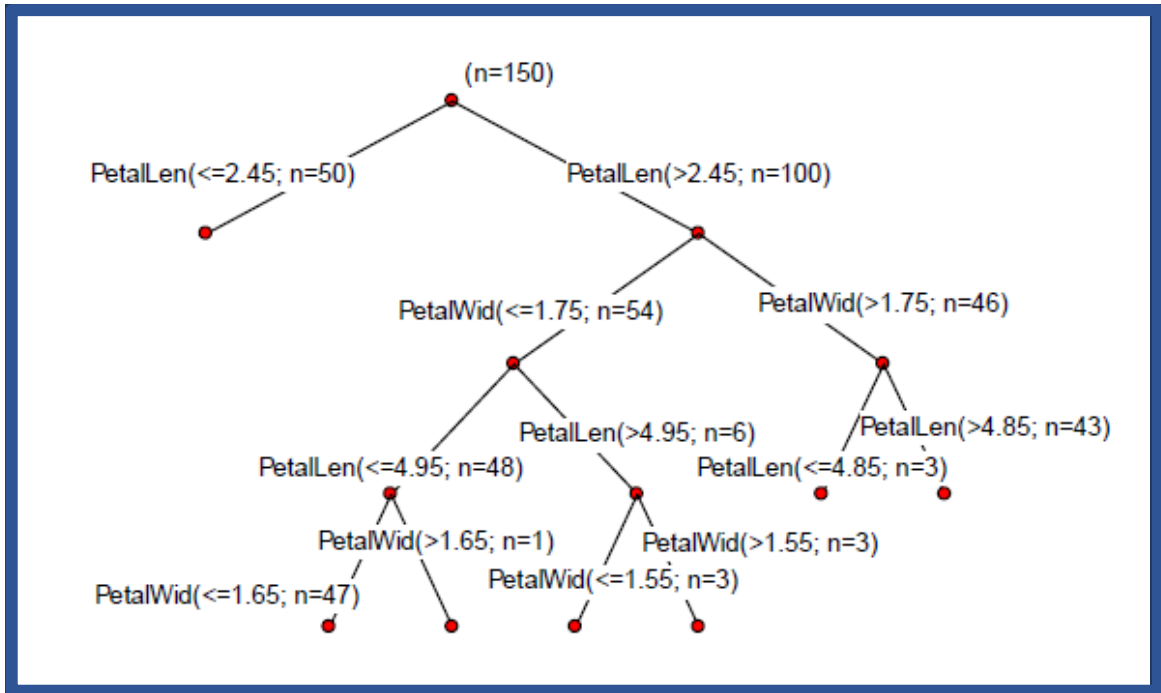 (n=150)
PetalLen(<=2.45; n=50)
PetalLen(>2.45; n=100)
PetalWid(<=1.75; n=54)
PetalWid(>1.75; n=46)
PetalLen(>4.95; n=6)
PetalLen(>4.85; n=43)
PetalLen(<=4.95; n=48)
PetalLen(<=4.85; n=3)
PetalWid(>1.65; n=1)
PetalWid(>1.55; n=3)
PetalWid(<=1.65; n=47)
PetalWid(<=1.55; n=3)